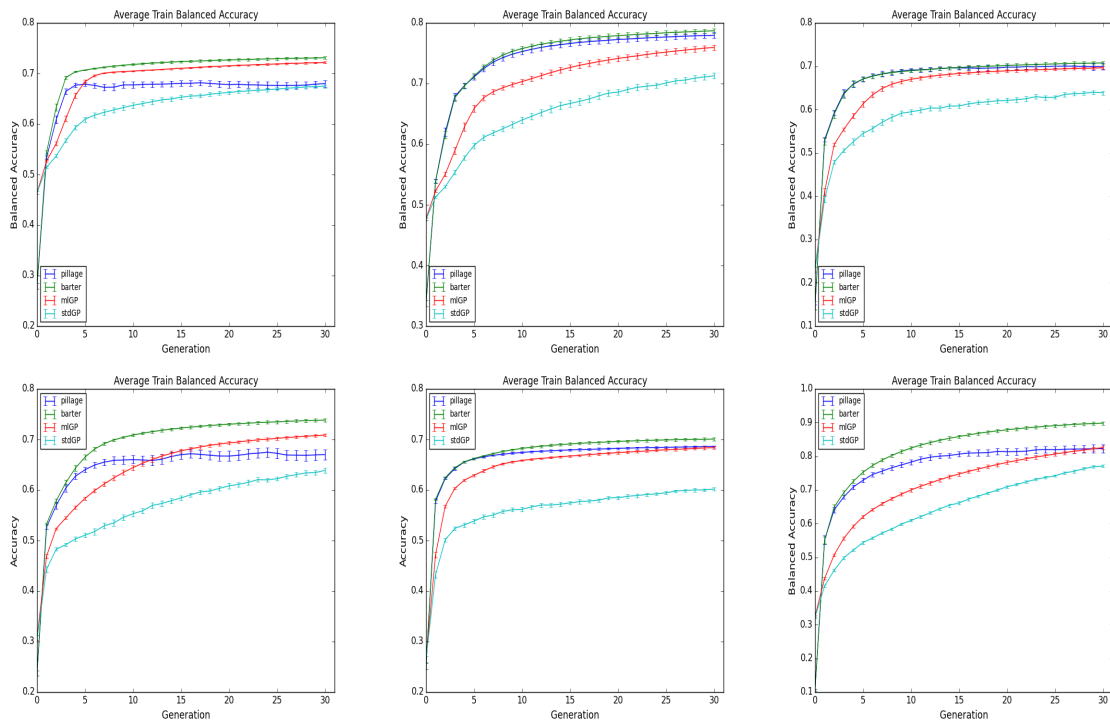 Average Train Balanced Accuracy
Balanced Accuracy
0.8
0.7
0.6
0.5
0.4
0.3
0.2
pillage
barter
mlGP
stdGP
0 5 10 15 20 25 30
Generation
Average Train Balanced Accuracy
Balanced Accuracy
0.8
0.7
0.6
0.5
0.4
0.3
pillage
barter
mlGP
stdGP
0 5 10 15 20 25 30
Generation
Average Train Balanced Accuracy
Balanced Accuracy
0.8
0.7
0.6
0.5
0.4
0.3
0.2
0.1
pillage
barter
mlGP
stdGP
0 5 10 15 20 25 30
Generation
Average Train Balanced Accuracy
Accuracy
0.8
0.7
0.6
0.5
0.4
0.3
0.2
pillage
barter
mlGP
stdGP
0 5 10 15 20 25 30
Generation
Average Train Balanced Accuracy
Accuracy
0.8
0.7
0.6
0.5
0.4
0.3
0.2
pillage
barter
mlGP
stdGP
0 5 10 15 20 25 30
Generation
Average Train Balanced Accuracy
Balanced Accuracy
1.0
0.9
0.8
0.7
0.6
0.5
0.4
0.3
0.2
0.1
pillage
barter
mlGP
stdGP
0 5 10 15 20 25 30
Generation